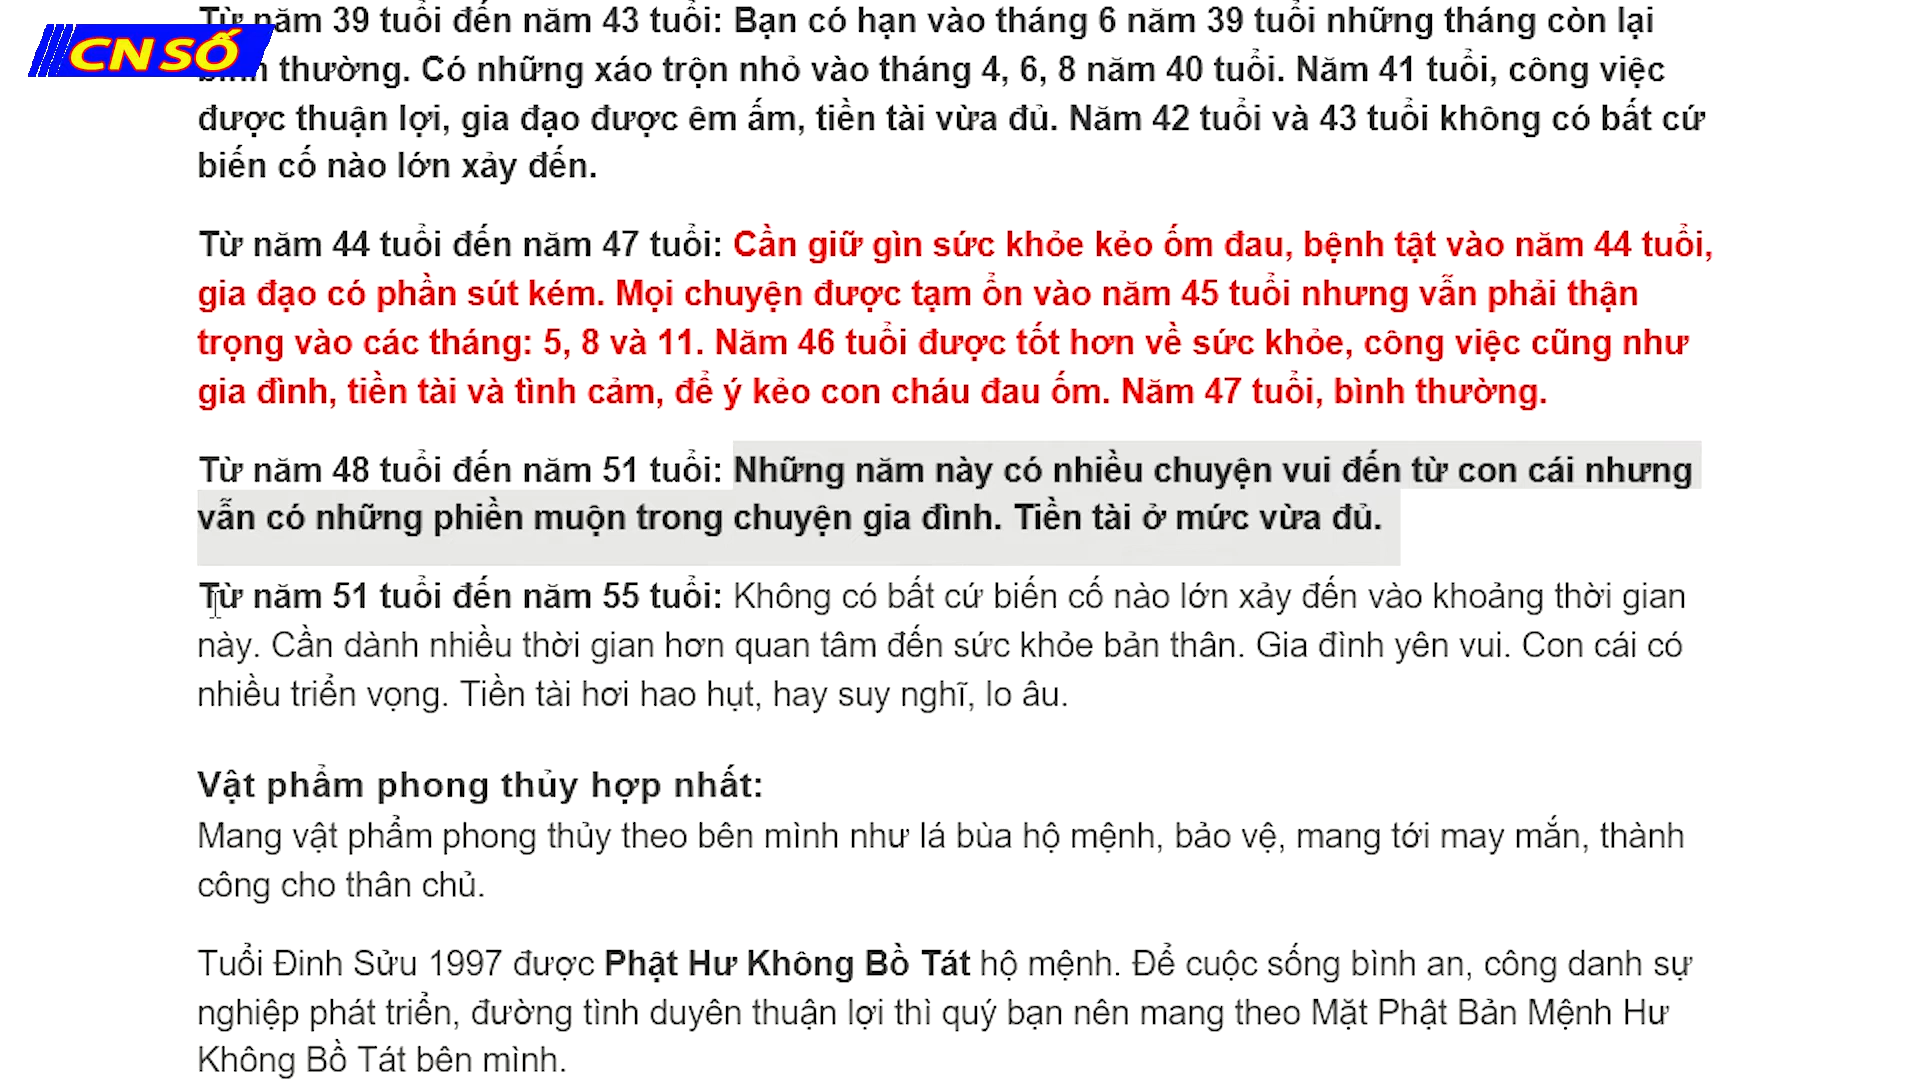 CN SỐ
Từ năm 39 tuổi đến năm 43 tuổi: Bạn có hạn vào tháng 6 năm 39 tuổi những tháng còn lại
bình thường. Có những xáo trộn nhỏ vào tháng 4, 6, 8 năm 40 tuổi. Năm 41 tuổi, công việc
được thuận lợi, gia đạo được êm ấm, tiền tài vừa đủ. Năm 42 tuổi và 43 tuổi không có bất cứ
biến cố nào lớn xảy đến.
Từ năm 44 tuổi đến năm 47 tuổi: Cần giữ gìn sức khỏe kẻo ốm đau, bệnh tật vào năm 44 tuổi,
gia đạo có phần sút kém. Mọi chuyện được tạm ổn vào năm 45 tuổi nhưng vẫn phải thận
trọng vào các tháng: 5, 8 và 11. Năm 46 tuổi được tốt hơn về sức khỏe, công việc cũng như
gia đình, tiền tài và tình cảm, để ý kẻo con cháu đau ốm. Năm 47 tuổi, bình thường.
Từ năm 48 tuổi đến năm 51 tuổi: Những năm này có nhiều chuyện vui đến từ con cái nhưng
vẫn có những phiền muộn trong chuyện gia đình. Tiền tài ở mức vừa đủ.
Từ năm 51 tuổi đến năm 55 tuổi: Không có bất cứ biến cố nào lớn xảy đến vào khoảng thời gian
này. Cần dành nhiều thời gian hơn quan tâm đến sức khỏe bản thân. Gia đình yên vui. Con cái có
nhiều triển vọng. Tiền tài hơi hao hụt, hay suy nghĩ, lo âu.
Vật phẩm phong thủy hợp nhất:
Mang vật phẩm phong thủy theo bên mình như lá bùa hộ mệnh, bảo vệ, mang tới may mắn, thành
công cho thân chủ.
Tuổi Đinh Sửu 1997 được Phật Hư Không Bồ Tát hộ mệnh. Để cuộc sống bình an, công danh sự
nghiệp phát triển, đường tình duyên thuận lợi thì quý bạn nên mang theo Mặt Phật Bản Mệnh Hư
Không Bồ Tát bên mình.